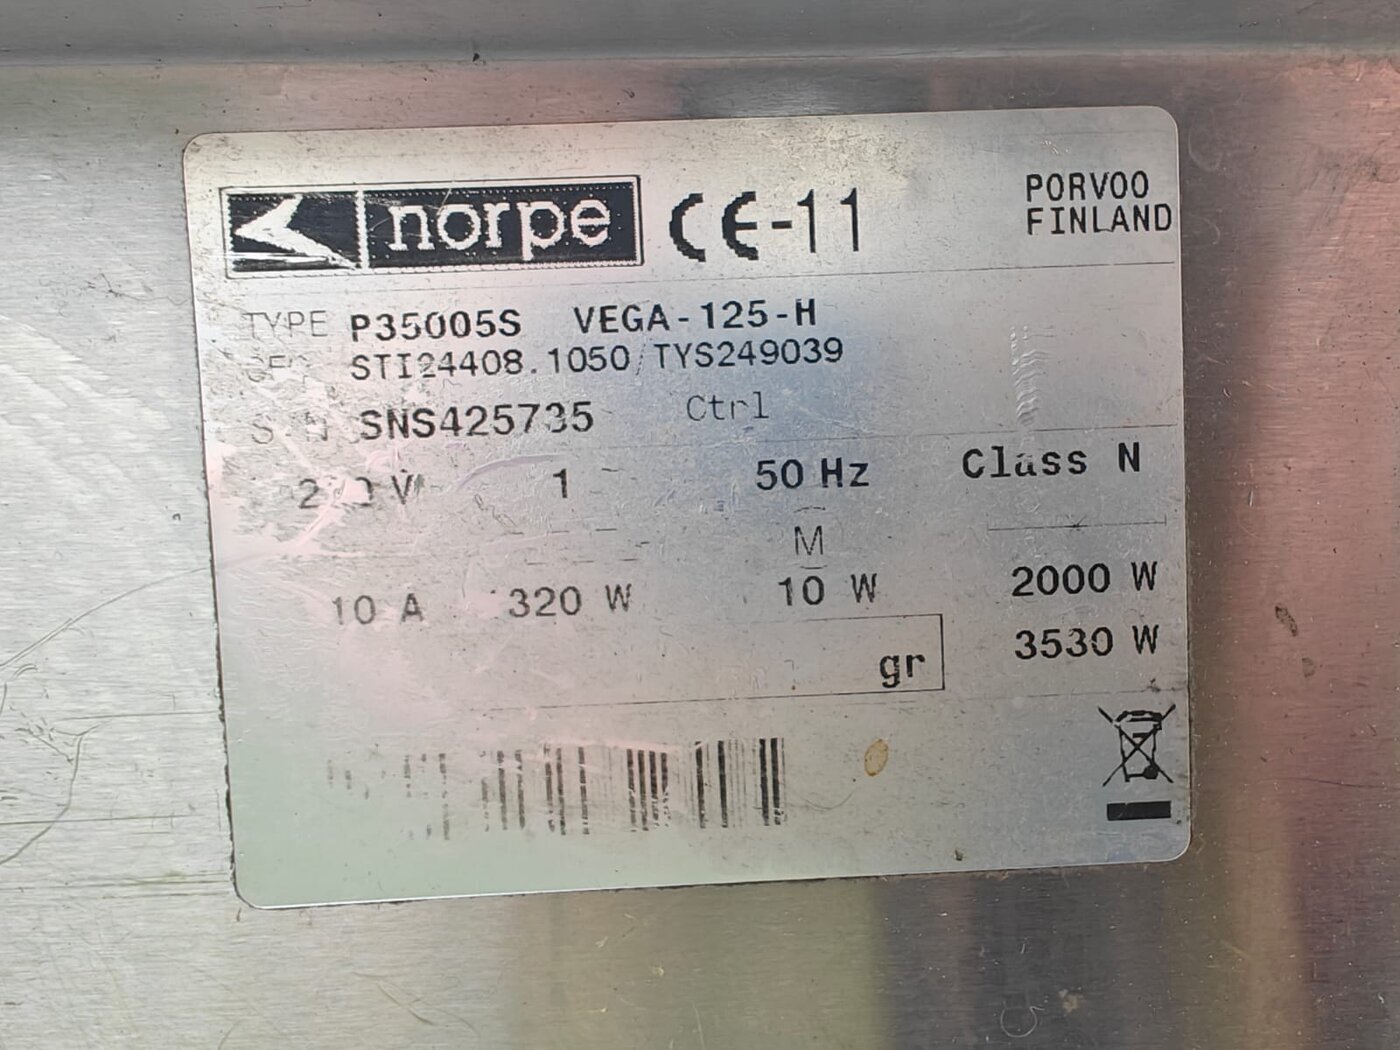 norpe CE-11
PORVOO
FINLAND
TYPE P35005S VEGA-125-H
STI24408.1050/TYS249039
SNS425735 Ctrl
1 50 Hz Class N
M
10 A 320 W 10 W 2000 W
3530 W
gr